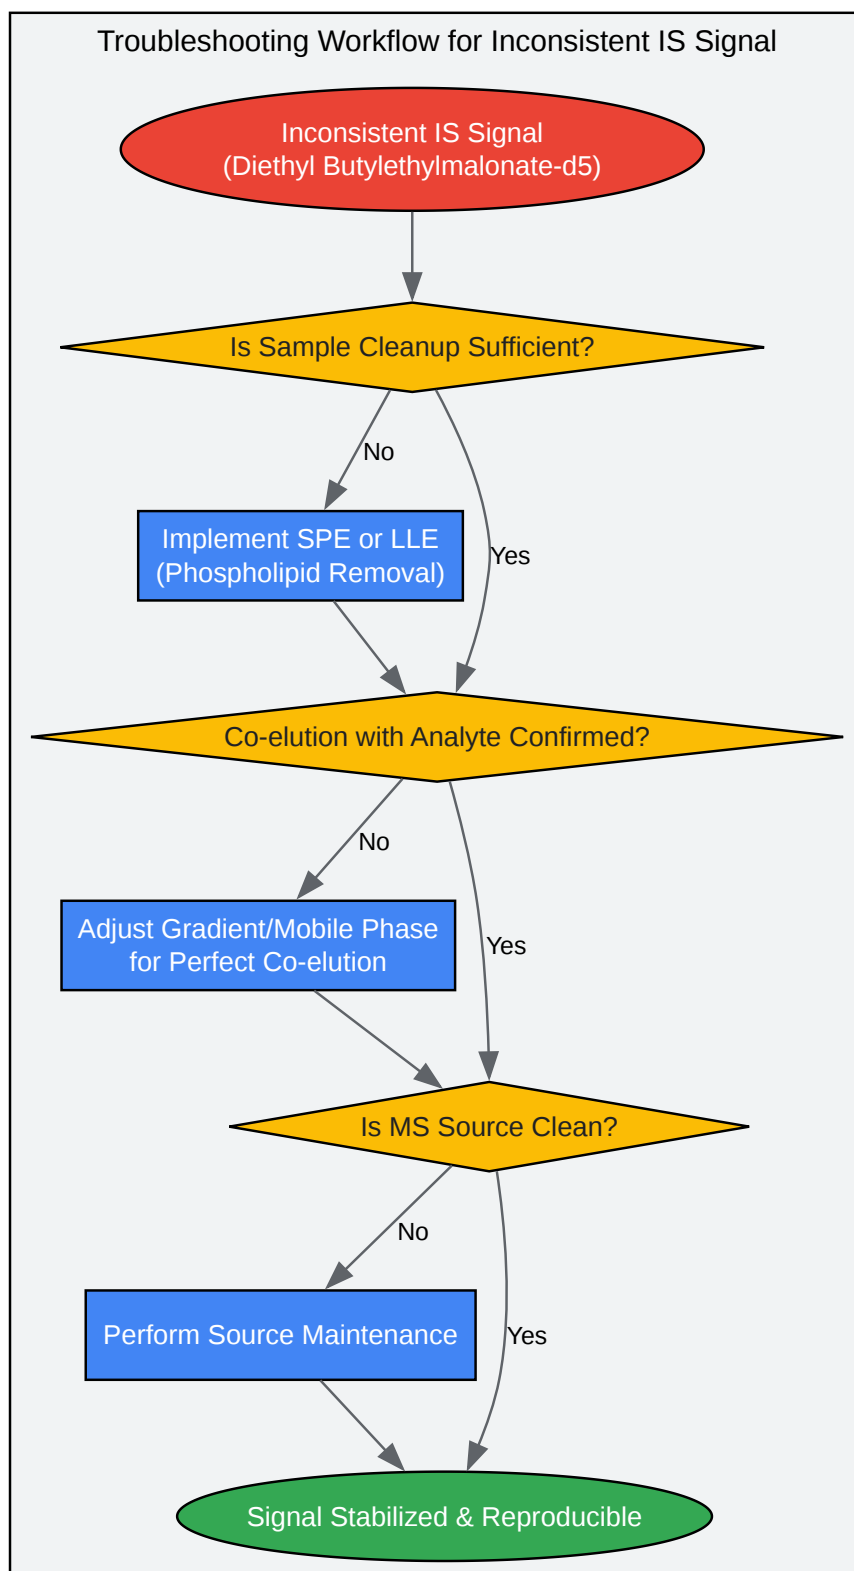 Troubleshooting Workflow for Inconsistent IS Signal
Inconsistent IS Signal
(Diethyl Butylethylmalonate-d5)
Is Sample Cleanup Sufficient?
No
Implement SPE or LLE
(Phospholipid Removal)
Yes
Co-elution with Analyte Confirmed?
No
Adjust Gradient/Mobile Phase
for Perfect Co-elution
Yes
Is MS Source Clean?
No
Perform Source Maintenance
Yes
Signal Stabilized & Reproducible